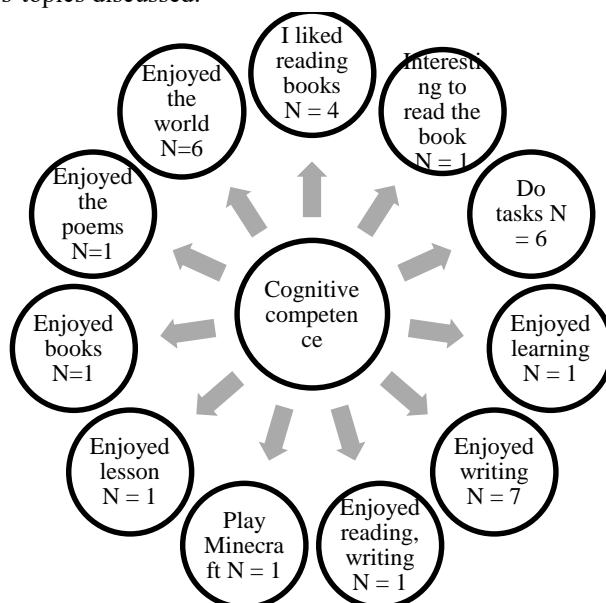 s topics discussed.
I liked
reading
books
N = 4
Interesti
ng to
read the
book
N = 1
Do
tasks N
= 6
Enjoyed
learning
N = 1
Enjoyed
writing
N = 7
Enjoyed
reading,
writing
N = 1
Play
Minecra
ft N = 1
Enjoyed
lesson
N = 1
Enjoyed
books
N=1
Enjoyed
the
poems
N=1
Enjoyed
the
world
N=6
Cognitive
competen
ce